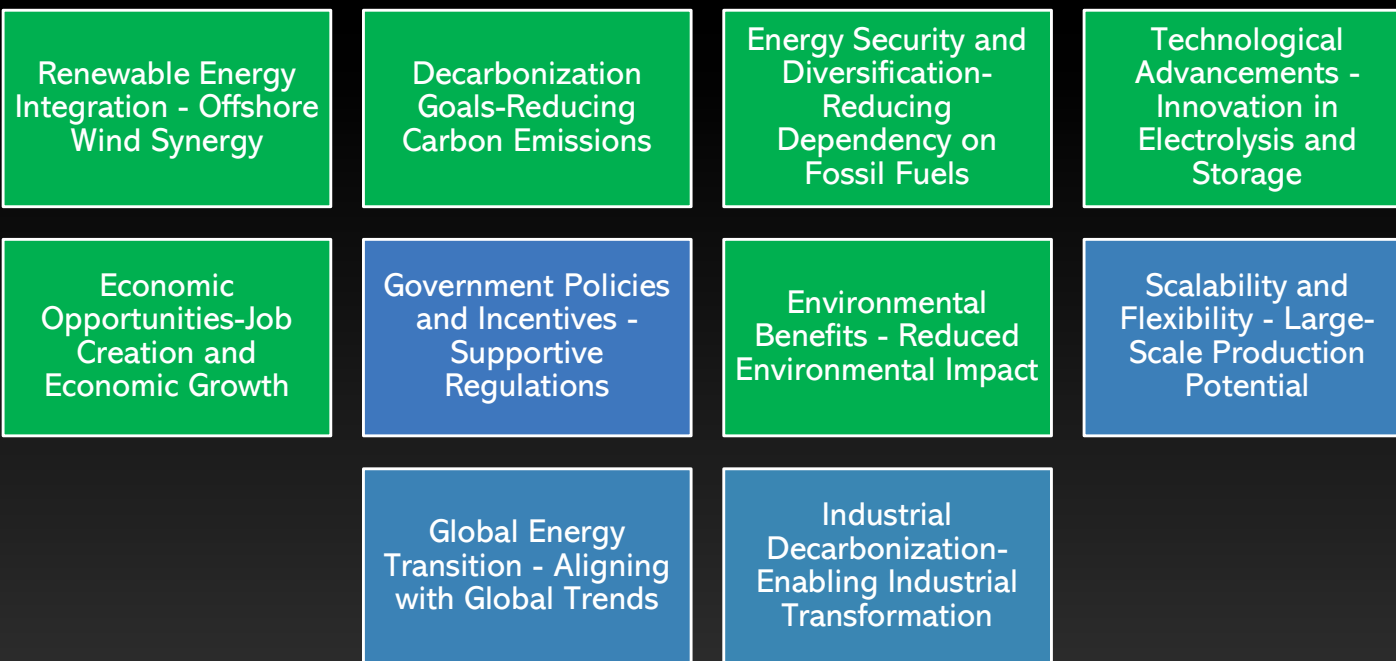 Renewable Energy
Integration - Offshore
Wind Synergy
Decarbonization
Goals-Reducing
Carbon Emissions
Energy Security and
Diversification-
Reducing
Dependency on
Fossil Fuels
Technological
Advancements -
Innovation in
Electrolysis and
Storage
Economic
Opportunities-Job
Creation and
Economic Growth
Government Policies
and Incentives -
Supportive
Regulations
Environmental
Benefits - Reduced
Environmental Impact
Scalability and
Flexibility - Large-
Scale Production
Potential
Global Energy
Transition - Aligning
with Global Trends
Industrial
Decarbonization-
Enabling Industrial
Transformation